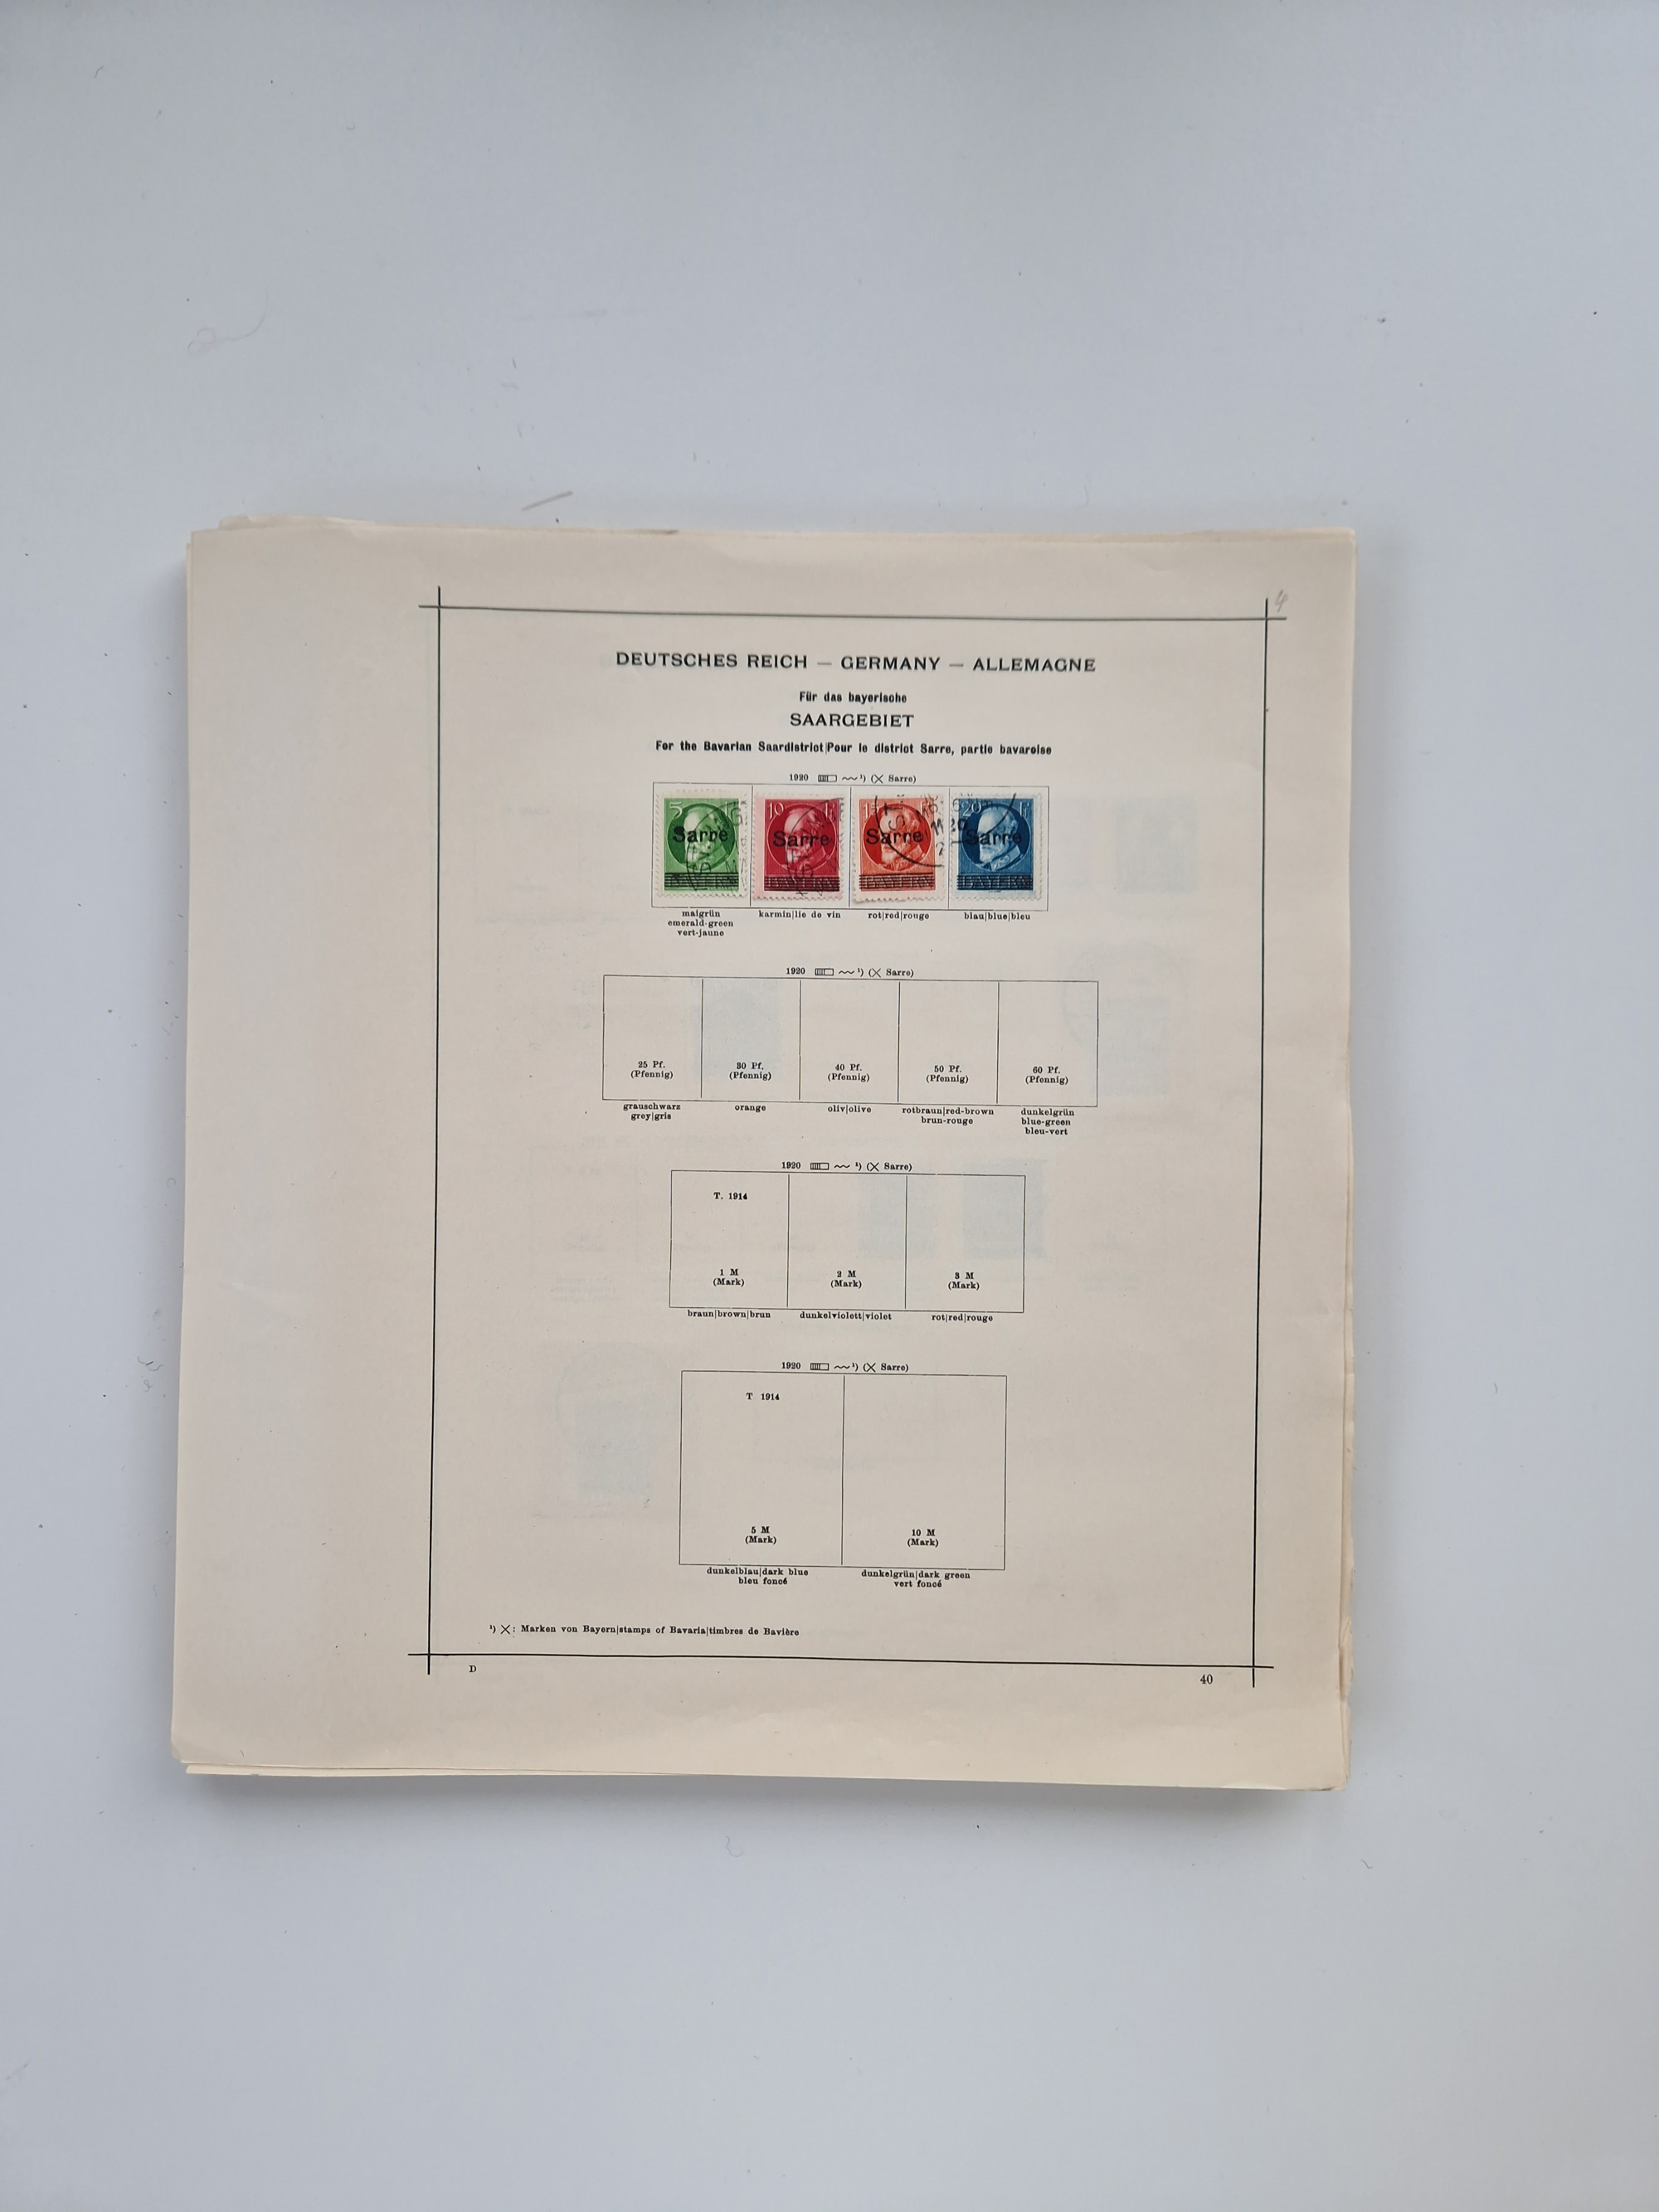 4
DEUTSCHES REICH — GERMANY — ALLEMAGNE
Für das bayerische
SAARGEBIET
For the Bavarian Saardistrict|Pour le district Sarre, partie bavaroise
1920 ~ ¹) (X Sarre)
5 10 20
Sarre Sarre Sarre Sarre
BAYERN BAYERN BAYERN
maigrün karmin|lie de vin rot|red|rouge blau|blue|bleu
emerald-green
vert-jaune
1920 ~ ¹) (X Sarre)
25 Pf. 30 Pf. 40 Pf. 50 Pf. 60 Pf.
(Pfennig) (Pfennig) (Pfennig) (Pfennig) (Pfennig)
grauschwarz orange oliv|olive rotbraun|red-brown dunkelgrün
grey|gris brun-rouge blue-green
bleu-vert
1920 ~ ¹) (X Sarre)
T. 1914
1 M 2 M 3 M
(Mark) (Mark) (Mark)
braun|brown|brun dunkelviolett|violet rot|red|rouge
1920 ~ ¹) (X Sarre)
T 1914
5 M 10 M
(Mark) (Mark)
dunkelblau|dark blue dunkelgrün|dark green
bleu foncé vert foncé
¹) X: Marken von Bayern|stamps of Bavaria|timbres de Bavière
D 40